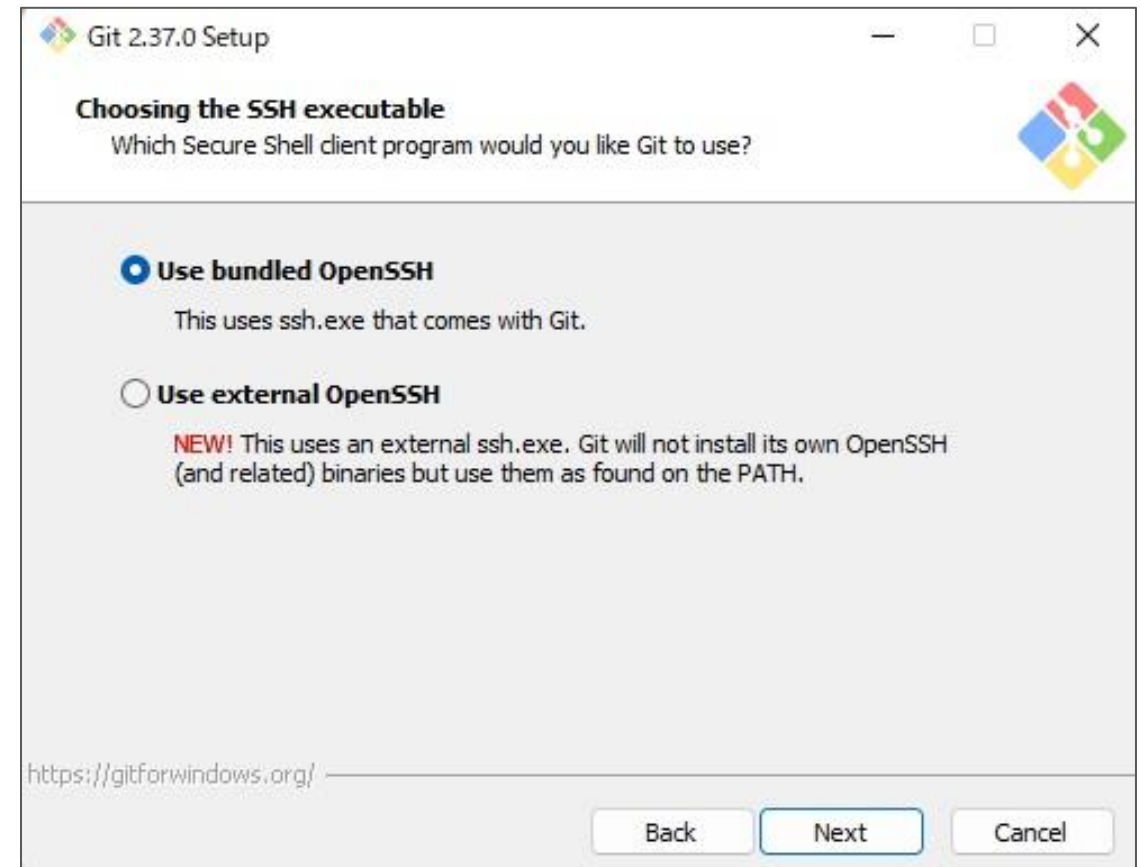 Git 2.37.0 Setup
Choosing the SSH executable
Which Secure Shell client program would you like Git to use?
Use bundled OpenSSH
This uses ssh.exe that comes with Git.
Use external OpenSSH
NEW! This uses an external ssh.exe. Git will not install its own OpenSSH
(and related) binaries but use them as found on the PATH.
https://gitforwindows.org/
Back Next Cancel